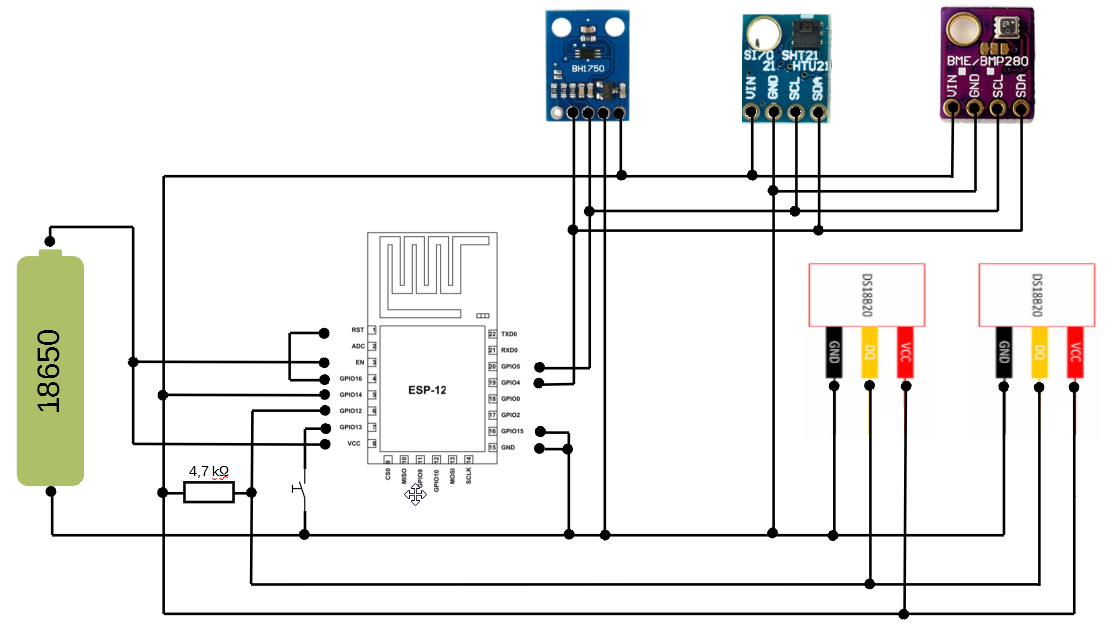 BH1750
SI70 SHT21
21 HTU21
VIN
GND
SCL
SDA
BME/BMP280
VIN
GND
SCL
SDA
18650
4,7 kΩ
RST 1
ADC 2
EN 3
GPIO16 4
GPIO14 5
GPIO12 6
GPIO13 7
VCC 8
ESP-12
22 TXD0
21 RXD0
20 GPIO5
19 GPIO4
18 GPIO0
17 GPIO2
16 GPIO15
15 GND
9 10 11 12 13 14
CS0
MISO
GPIO9
GPIO10
MOSI
SCLK
DS18B20
GND
DQ
VCC
DS18B20
GND
DQ
VCC